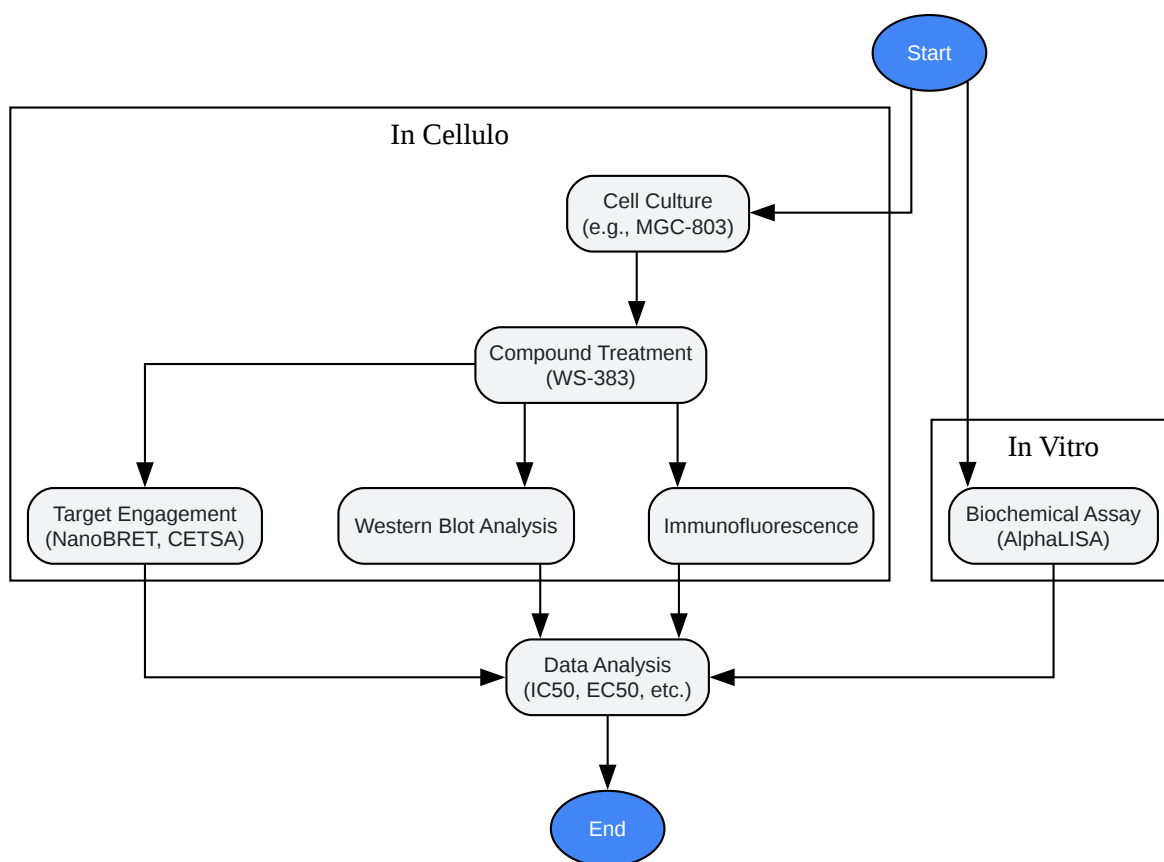 Start
In Cellulo
Cell Culture
(e.g., MGC-803)
Compound Treatment
(WS-383)
In Vitro
Target Engagement
(NanoBRET, CETSA)
Western Blot Analysis
Immunofluorescence
Biochemical Assay
(AlphaLISA)
Data Analysis
(IC50, EC50, etc.)
End